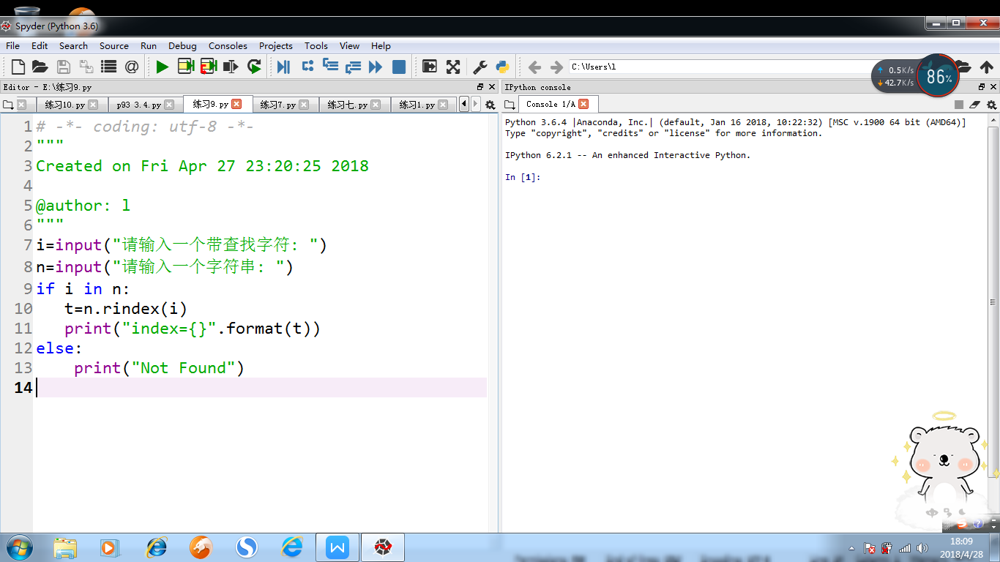 Spyder (Python 3.6)
File Edit Search Source Run Debug Consoles Projects Tools View Help
C:\Users\l
0.5K/s
42.7K/s
86%
Editor - E:\练习9.py
IPython console
练习10.py p93 3.4.py 练习9.py 练习7.py 练习七.py 练习1.py
Console 1/A
1 # -*- coding: utf-8 -*-
2 """
3 Created on Fri Apr 27 23:20:25 2018
4
5 @author: l
6 """
7 i=input("请输入一个带查找字符: ")
8 n=input("请输入一个字符串: ")
9 if i in n:
10 t=n.rindex(i)
11 print("index={}".format(t))
12 else:
13 print("Not Found")
14
Python 3.6.4 |Anaconda, Inc.| (default, Jan 16 2018, 10:22:32) [MSC v.1900 64 bit (AMD64)]
Type "copyright", "credits" or "license" for more information.
IPython 6.2.1 -- An enhanced Interactive Python.
In [1]:
18:09
2018/4/28